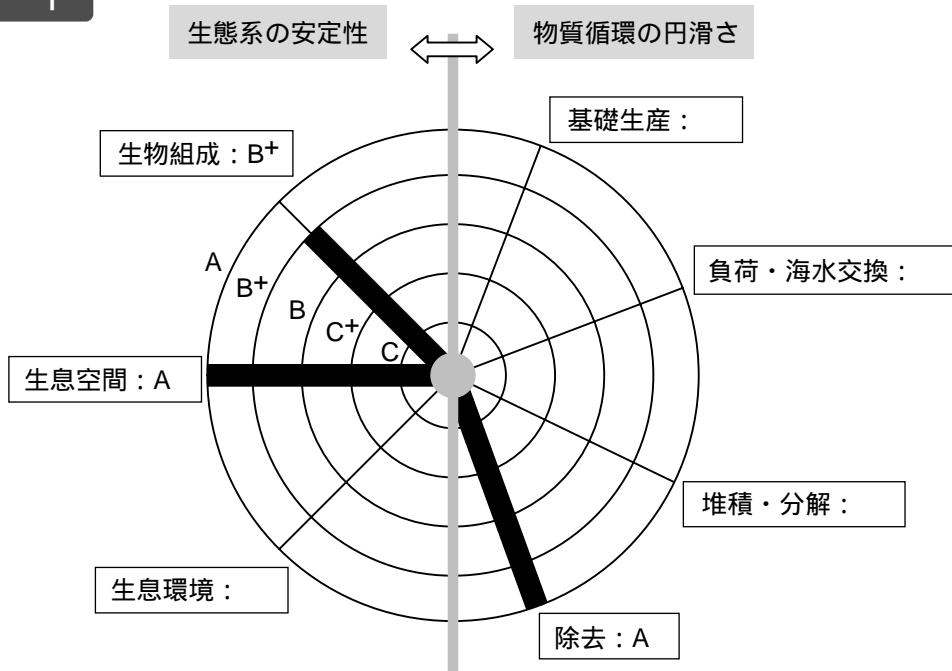 生態系の安定性
物質循環の円滑さ
基礎生産：
生物組成：B+
負荷・海水交換：
A
B+
B
C+
C
生息空間：A
堆積・分解：
生息環境：
除去：A